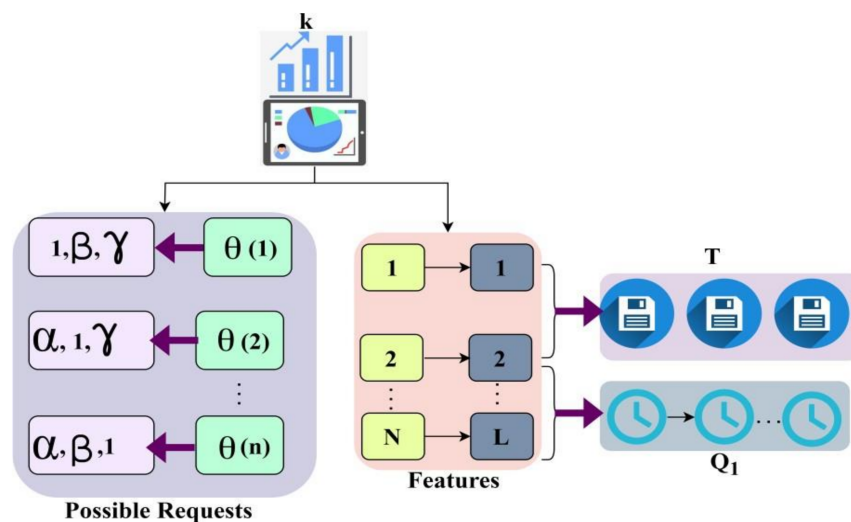 k
1,β,γ
θ(1)
1
1
T
α,1,γ
θ(2)
2
2
⋮
⋮
⋮
α,β,1
θ(n)
N
L
...
Features
Q₁
Possible Requests